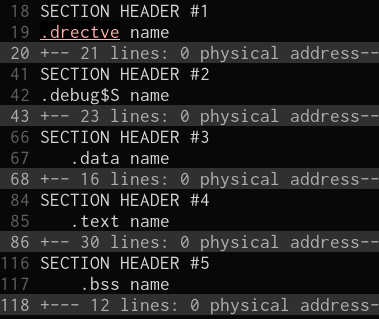 18 SECTION HEADER #1
19 .drectve name
20 +-- 21 lines: 0 physical address--
41 SECTION HEADER #2
42 .debug$S name
43 +-- 23 lines: 0 physical address--
66 SECTION HEADER #3
67    .data name
68 +-- 16 lines: 0 physical address--
84 SECTION HEADER #4
85    .text name
86 +-- 30 lines: 0 physical address--
116 SECTION HEADER #5
117     .bss name
118 +--- 12 lines: 0 physical address-